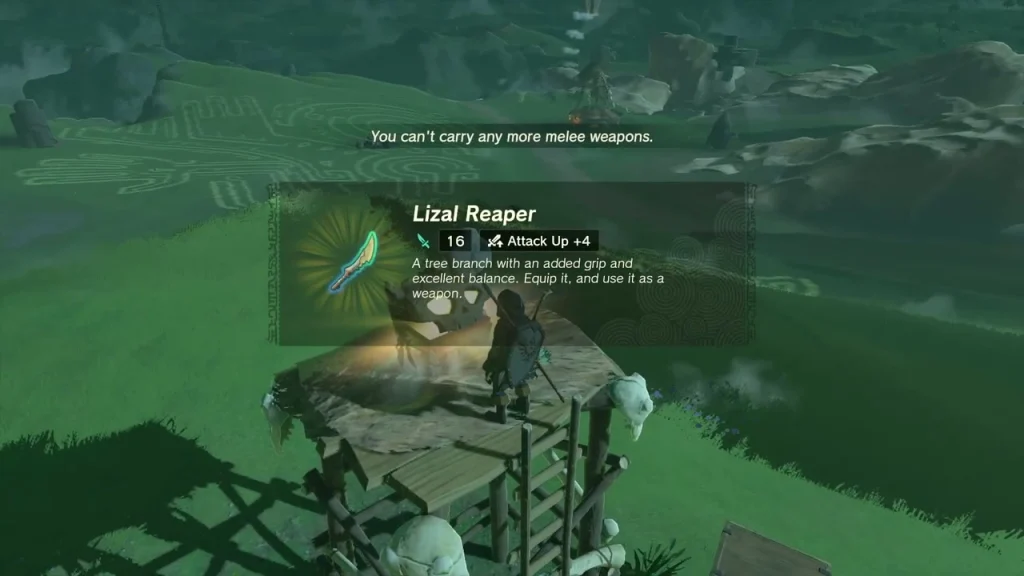 You can't carry any more melee weapons.
Lizal Reaper
16 Attack Up +4
A tree branch with an added grip and
excellent balance. Equip it, and use it as a
weapon.